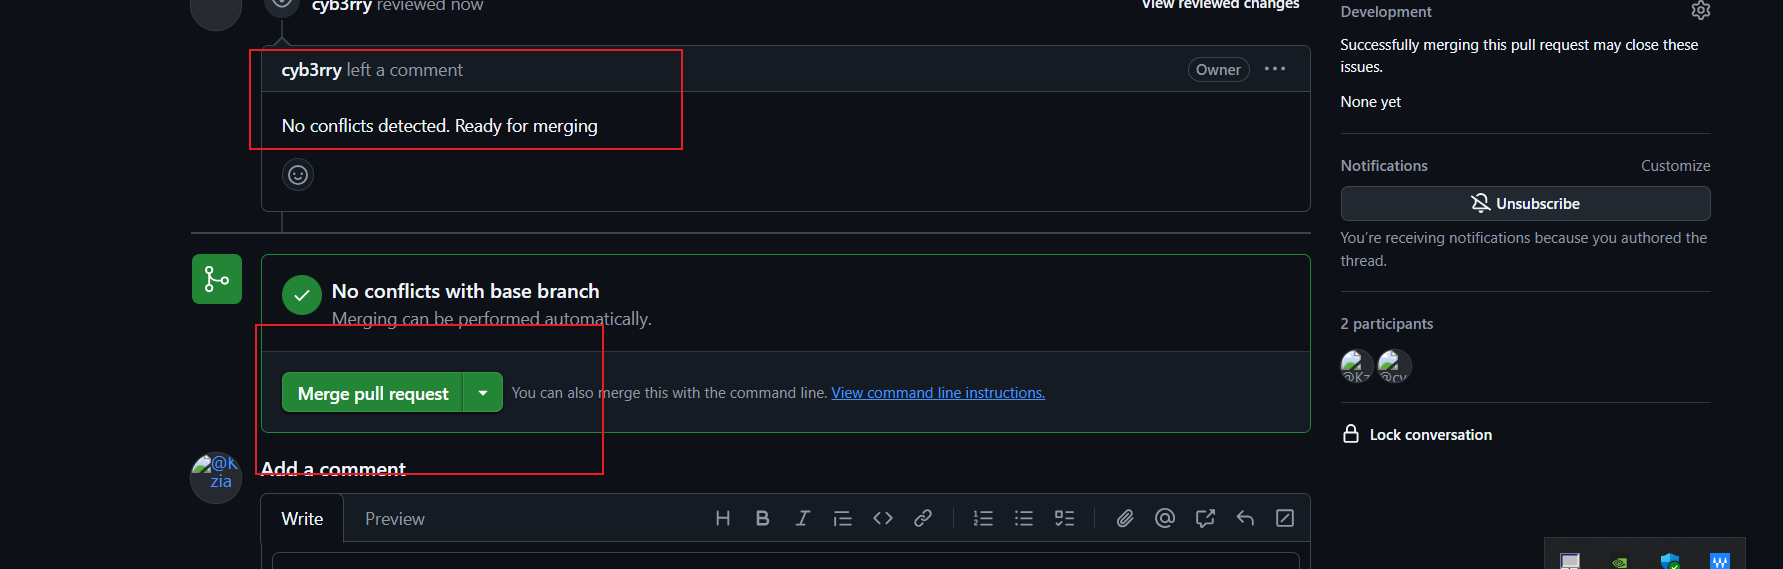 cyb3rry reviewed now
View reviewed changes
cyb3rry left a comment
Owner
No conflicts detected. Ready for merging
No conflicts with base branch
Merging can be performed automatically.
Merge pull request
You can also merge this with the command line. View command line instructions.
@K
zia
Add a comment
Write
Preview
Development
Successfully merging this pull request may close these
issues.
None yet
Notifications
Customize
Unsubscribe
You're receiving notifications because you authored the
thread.
2 participants
@Kz
@cy
Lock conversation